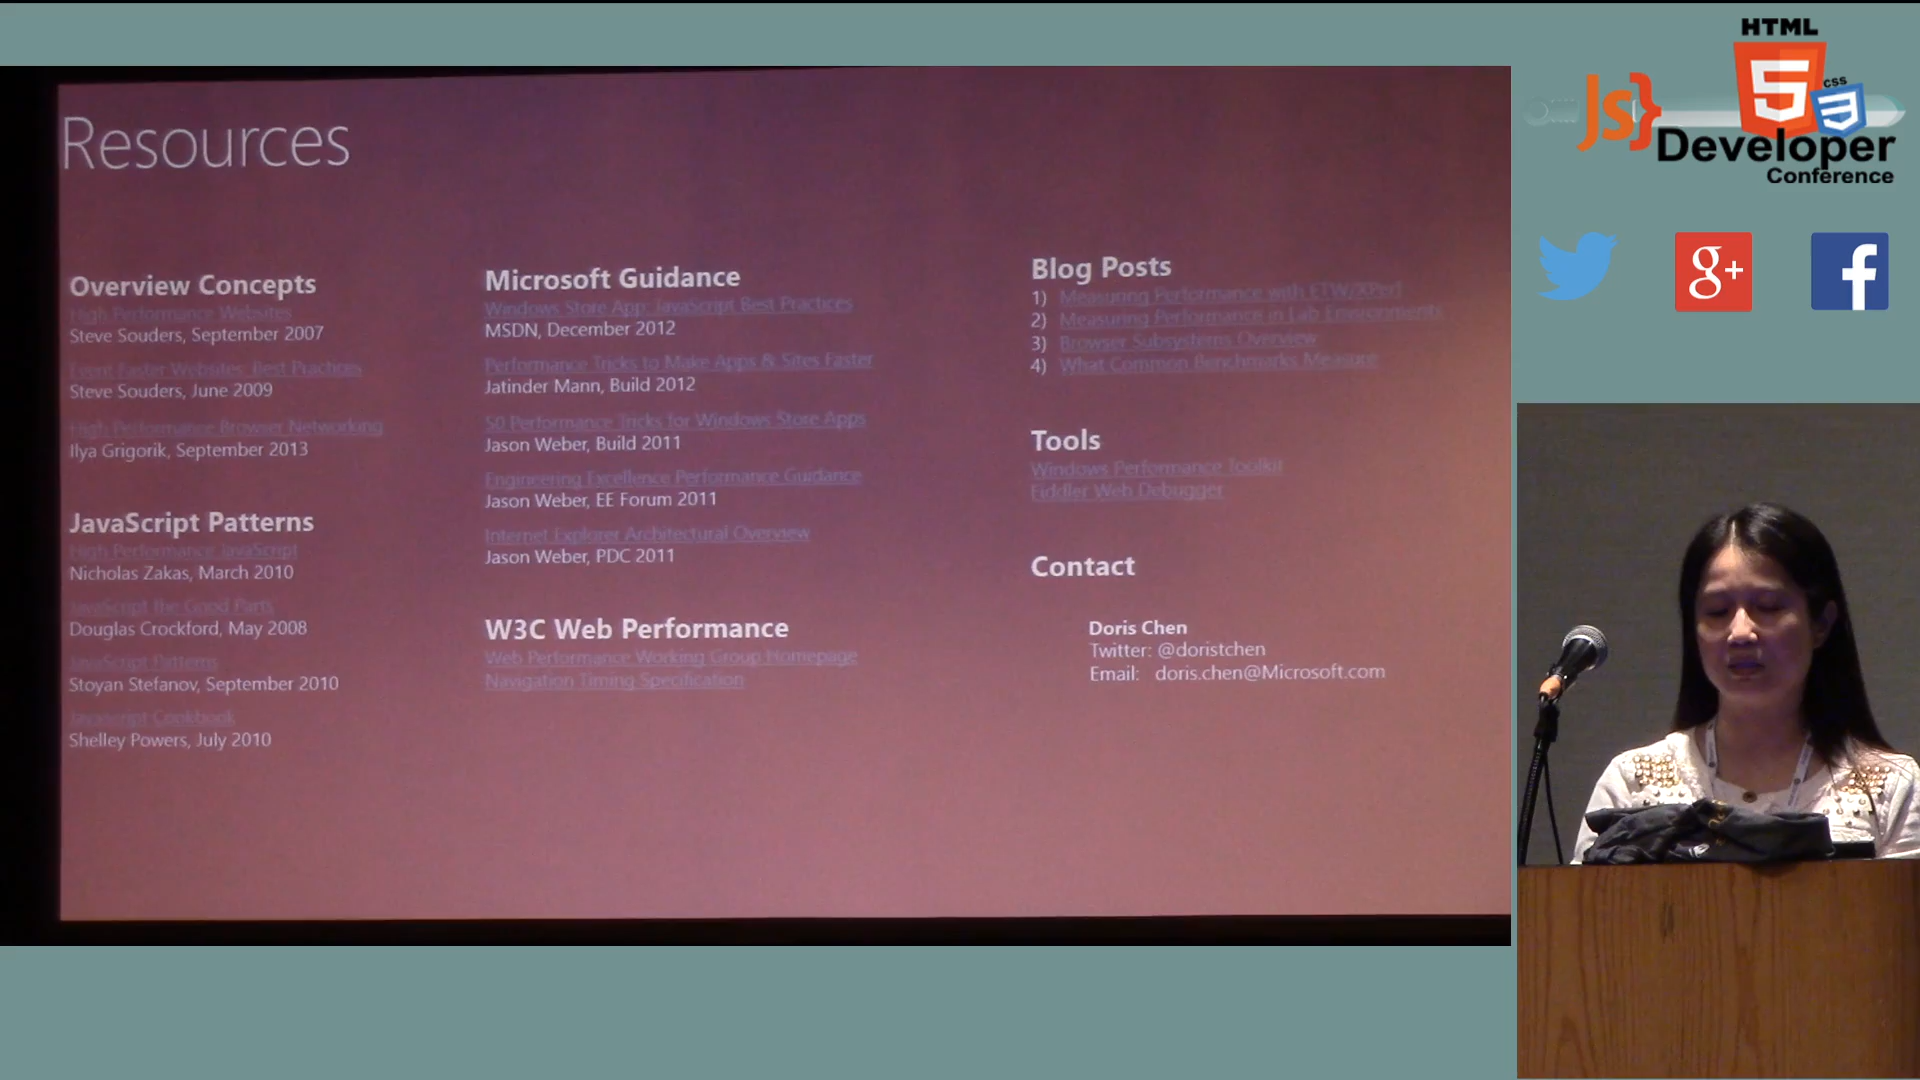 Resources
Overview Concepts
High Performance Websites
Steve Souders, September 2007
Event Faster Websites: Best Practices
Steve Souders, June 2009
High Performance Browser Networking
Ilya Grigorik, September 2013
JavaScript Patterns
High Performance JavaScript
Nicholas Zakas, March 2010
JavaScript the Good Parts
Douglas Crockford, May 2008
JavaScript Patterns
Stoyan Stefanov, September 2010
JavaScript Cookbook
Shelley Powers, July 2010
Microsoft Guidance
Windows Store App: JavaScript Best Practices
MSDN, December 2012
Performance Tricks to Make Apps & Sites Faster
Jatinder Mann, Build 2012
50 Performance Tricks for Windows Store Apps
Jason Weber, Build 2011
Engineering Excellence Performance Guidance
Jason Weber, EE Forum 2011
Internet Explorer Architectural Overview
Jason Weber, PDC 2011
W3C Web Performance
Web Performance Working Group Homepage
Navigation Timing Specification
Blog Posts
1) Measuring Performance with ETW/XPerf
2) Measuring Performance in Lab Environments
3) Browser Subsystems Overview
4) What Common Benchmarks Measure
Tools
Windows Performance Toolkit
Fiddler Web Debugger
Contact
Doris Chen
Twitter: @doristchen
Email: doris.chen@Microsoft.com
HTML
5
css
3
Js}
Developer
Conference
g+
f